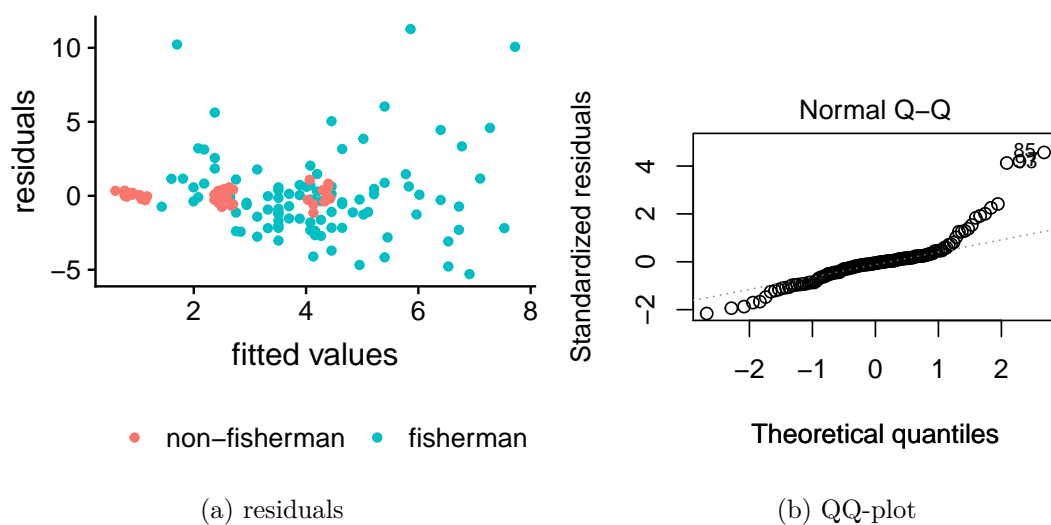 residuals
10
5
0
−5
2
4
6
8
fitted values
non−fisherman
fisherman
(a) residuals
Normal Q−Q
Standardized residuals
4
2
0
−2
85
93
−2
−1
0
1
2
Theoretical quantiles
(b) QQ-plot